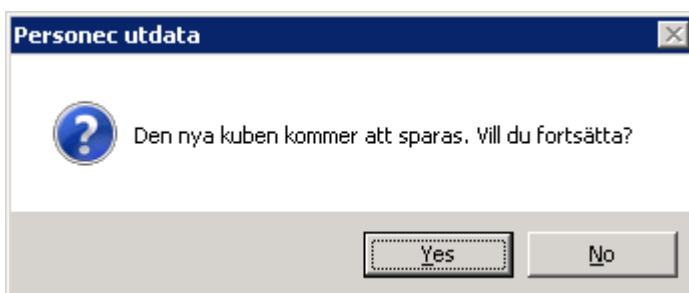 Personec utdata
Den nya kuben kommer att sparas. Vill du fortsätta?
Yes
No